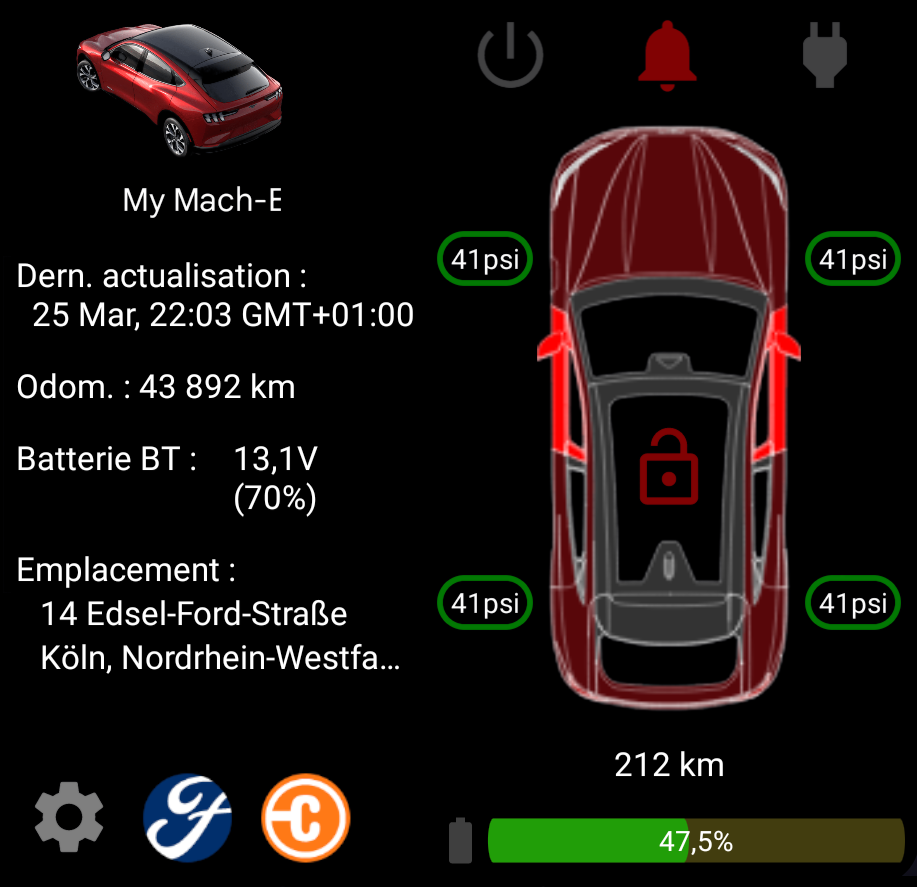 My Mach-E
Dern. actualisation :
25 Mar, 22:03 GMT+01:00
Odom. : 43 892 km
Batterie BT : 13,1V
(70%)
Emplacement :
14 Edsel-Ford-Straße
Köln, Nordrhein-Westfa…
41psi
41psi
41psi
41psi
212 km
47,5%